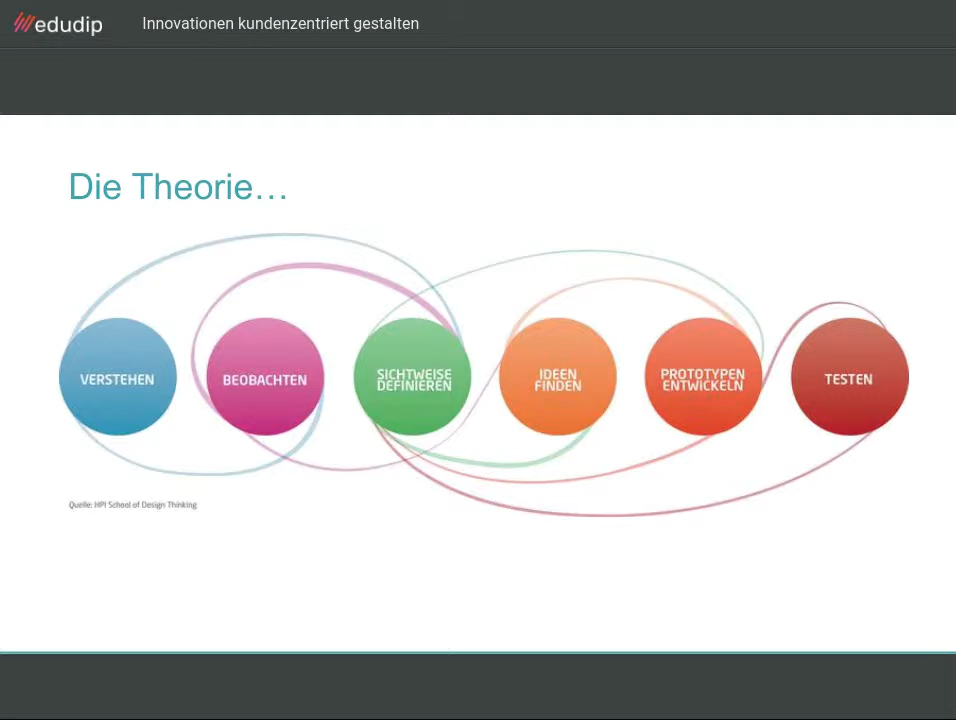 edudip
Innovationen kundenzentriert gestalten
Die Theorie…
VERSTEHEN
BEOBACHTEN
SICHTWEISE
DEFINIEREN
IDEEN
FINDEN
PROTOTYPEN
ENTWICKELN
TESTEN
Quelle: HPI School of Design Thinking